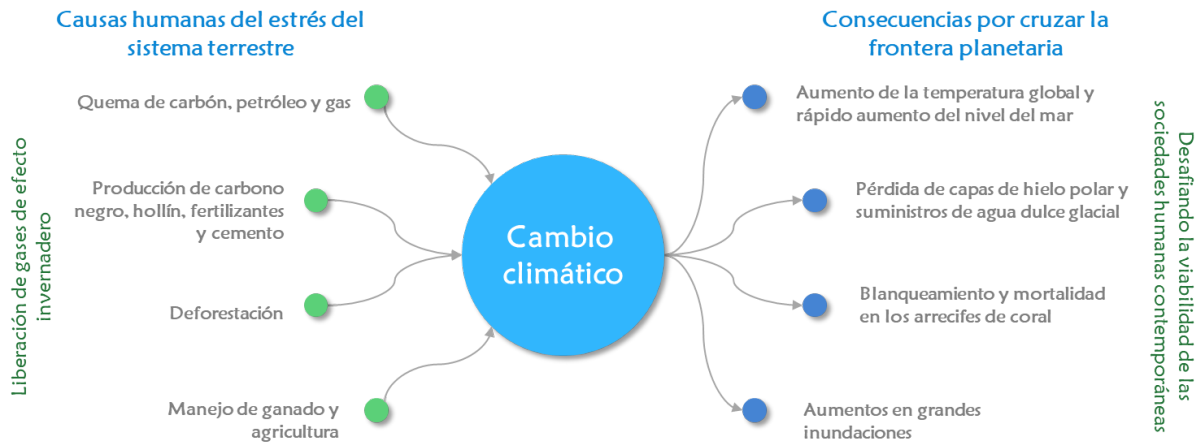 Causas humanas del estrés del
sistema terrestre
Liberación de gases de efecto
invernadero
Quema de carbón, petróleo y gas
Producción de carbono
negro, hollín, fertilizantes
y cemento
Deforestación
Manejo de ganado y
agricultura
Cambio
climático
Consecuencias por cruzar la
frontera planetaria
Aumento de la temperatura global y
rápido aumento del nivel del mar
Pérdida de capas de hielo polar y
suministros de agua dulce glacial
Blanqueamiento y mortalidad
en los arrecifes de coral
Aumentos en grandes
inundaciones
Desafiando la viabilidad de las
sociedades humanas contemporáneas